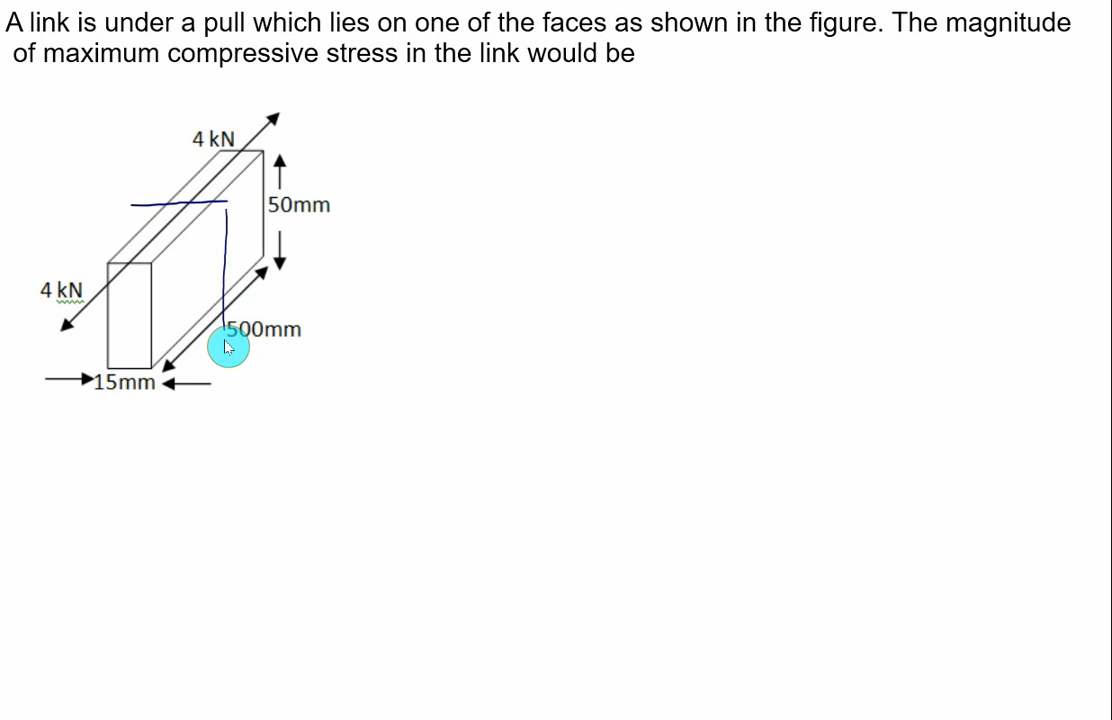 A link is under a pull which lies on one of the faces as shown in the figure. The magnitude
of maximum compressive stress in the link would be
4 kN
50mm
4 kN
500mm
15mm